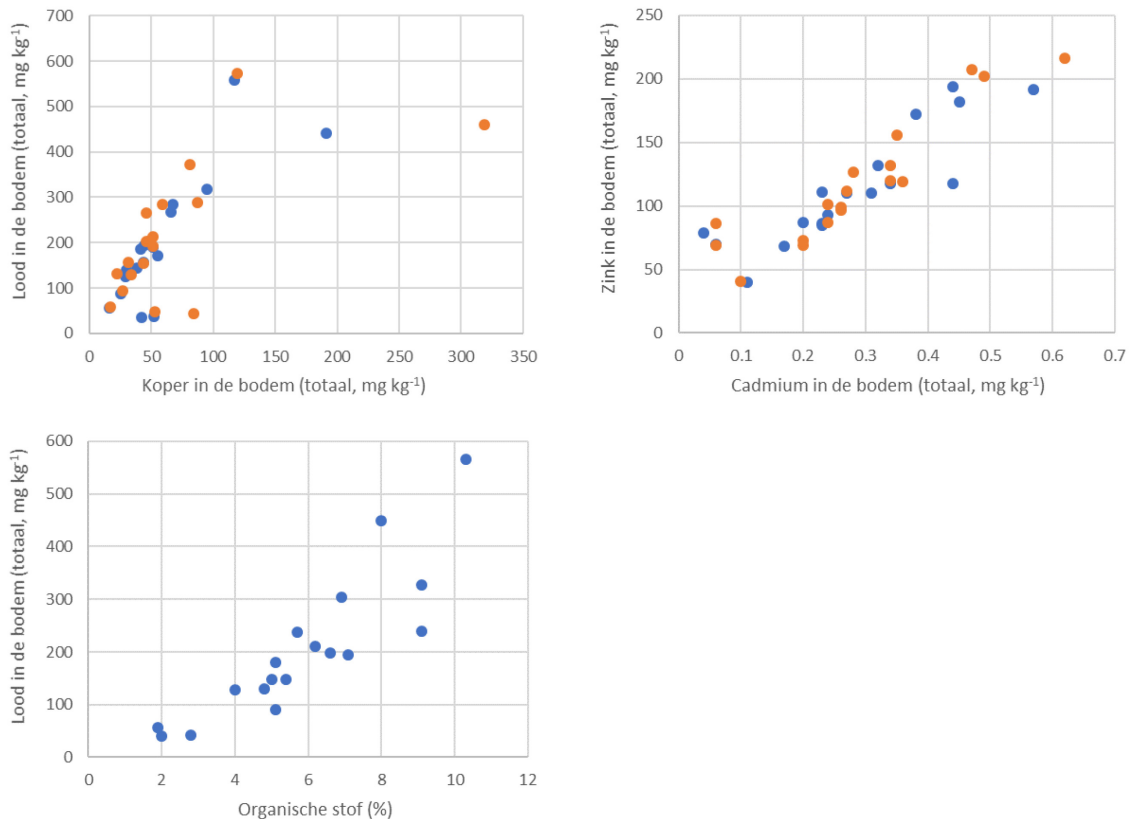 Lood in de bodem (totaal, mg kg⁻¹)
700
600
500
400
300
200
100
0
0 50 100 150 200 250 300 350
Koper in de bodem (totaal, mg kg⁻¹)
Zink in de bodem (totaal, mg kg⁻¹)
250
200
150
100
50
0
0 0.1 0.2 0.3 0.4 0.5 0.6 0.7
Cadmium in de bodem (totaal, mg kg⁻¹)
Lood in de bodem (totaal, mg kg⁻¹)
600
500
400
300
200
100
0
0 2 4 6 8 10 12
Organische stof (%)